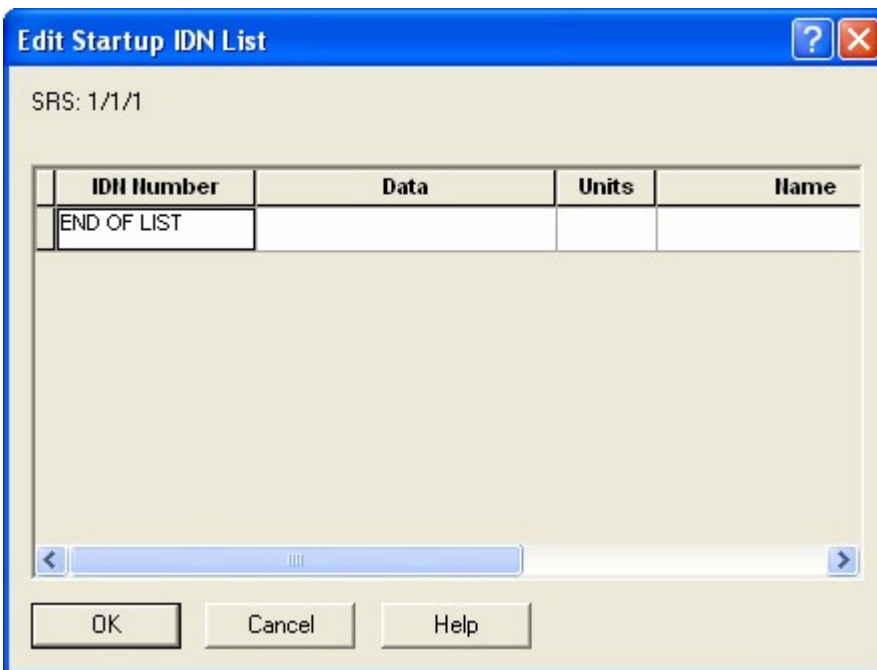 Edit Startup IDN List
SRS: 1/1/1
IDN Number Data Units Name
END OF LIST
OK Cancel Help